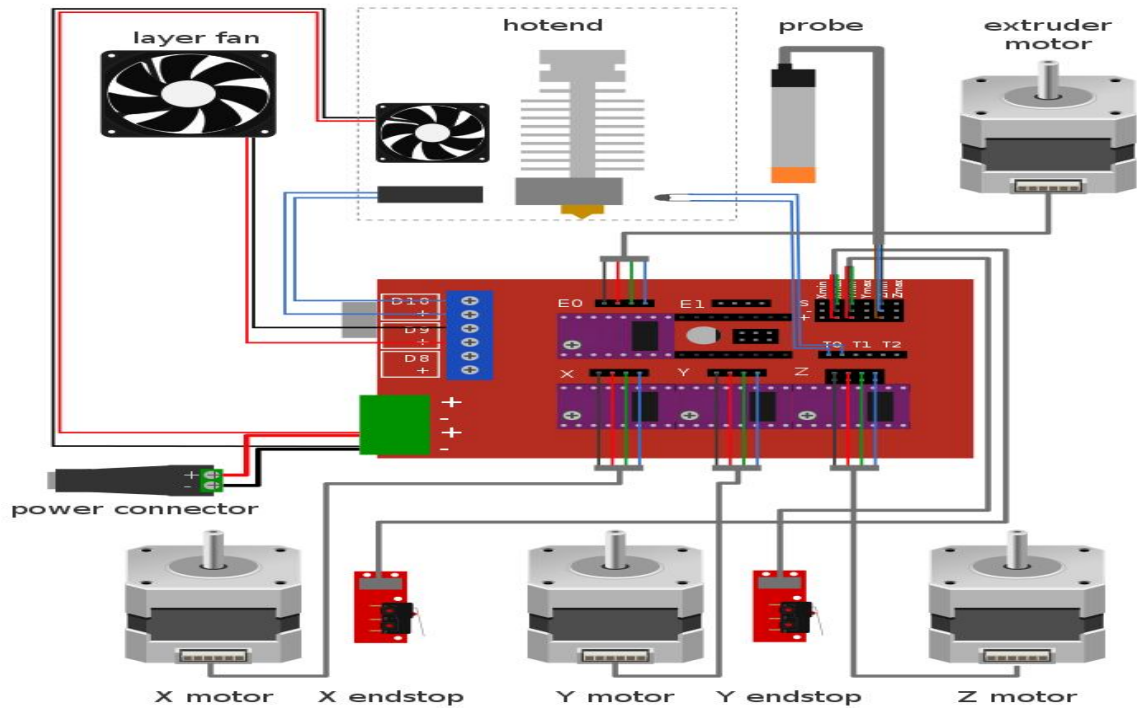 layer fan
hotend
probe
extruder
motor
D10
+
D9
+
D8
+
E0
E1
S
-
+
Xmin
Ymax
Zmin
Zmax
T0 T1 T2
X
Y
Z
+
-
+
-
+
-
power connector
X motor
X endstop
Y motor
Y endstop
Z motor